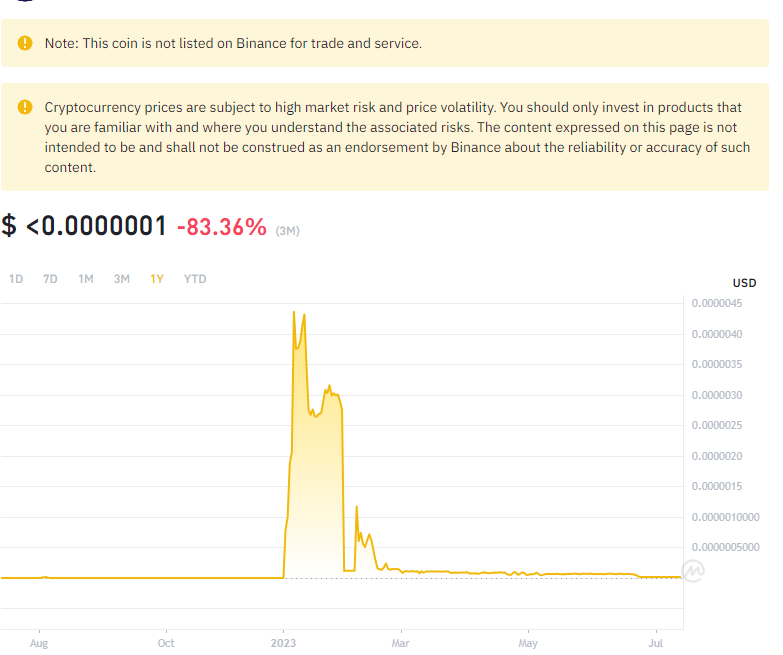 Note: This coin is not listed on Binance for trade and service.
Cryptocurrency prices are subject to high market risk and price volatility. You should only invest in products that
you are familiar with and where you understand the associated risks. The content expressed on this page is not
intended to be and shall not be construed as an endorsement by Binance about the reliability or accuracy of such
content.
$ <0.0000001 -83.36% (3M)
1D 7D 1M 3M 1Y YTD
USD
0.0000045
0.0000040
0.0000035
0.0000030
0.0000025
0.0000020
0.0000015
0.0000010000
0.0000005000
Aug Oct 2023 Mar May Jul